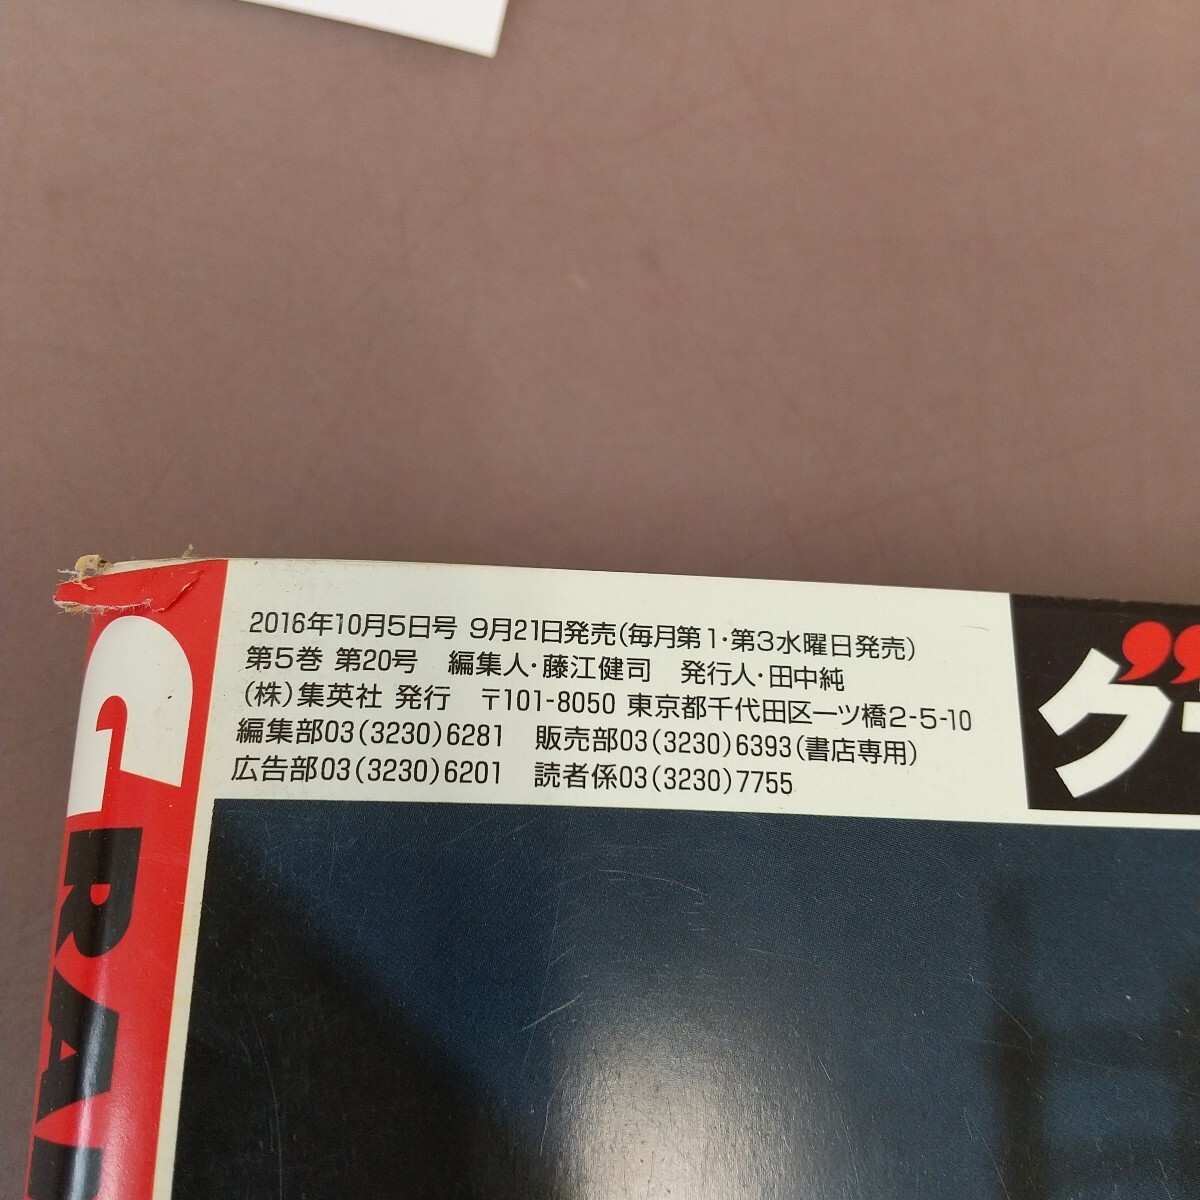 2016年10月5日号 9月21日発売(毎月第1・第3水曜日発売)
第5巻 第20号 編集人・藤江健司 発行人・田中純
(株)集英社 発行 〒101-8050 東京都千代田区一ツ橋2-5-10
編集部03(3230)6281 販売部03(3230)6393(書店専用)
広告部03(3230)6201 読者係03(3230)7755
グ
GRA